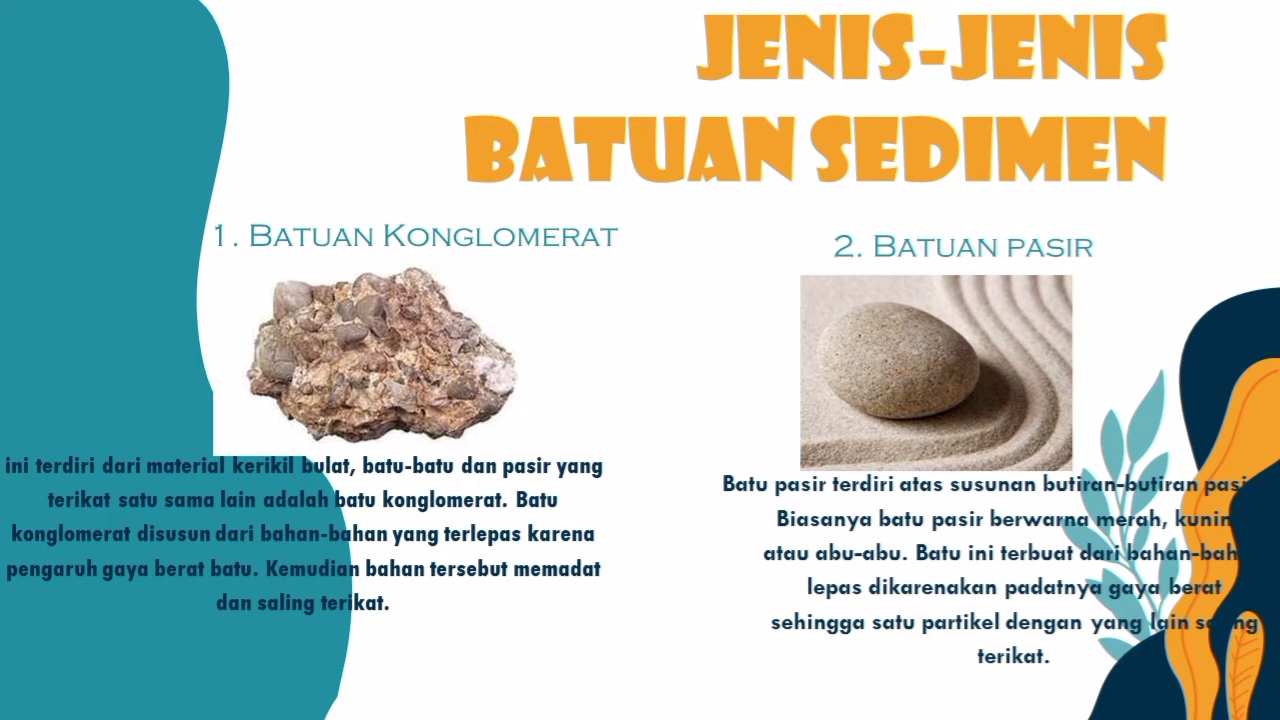 JENIS-JENIS
BATUAN SEDIMEN
1. BATUAN KONGLOMERAT
ini terdiri dari material kerikil bulat, batu-batu dan pasir yang
terikat satu sama lain adalah batu konglomerat. Batu
konglomerat disusun dari bahan-bahan yang terlepas karena
pengaruh gaya berat batu. Kemudian bahan tersebut memadat
dan saling terikat.
2. BATUAN PASIR
Batu pasir terdiri atas susunan butiran-butiran
Biasanya batu pasir berwarna merah,
atau abu-abu. Batu ini terbuat dari
lepas dikarenakan padatnya gaya berat
sehingga satu partikel dengan yang lain
terikat.